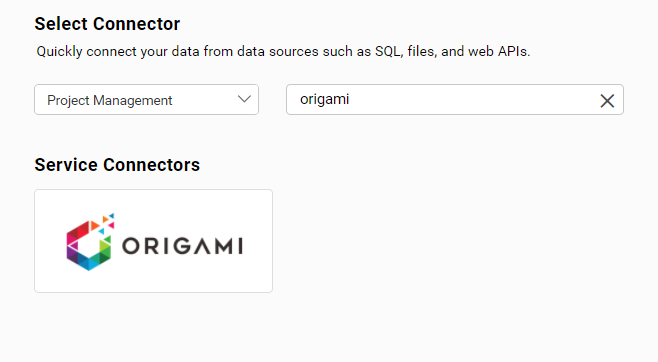 Select Connector
Quickly connect your data from data sources such as SQL, files, and web APIs.
Project Management
origami
Service Connectors
ORIGAMI